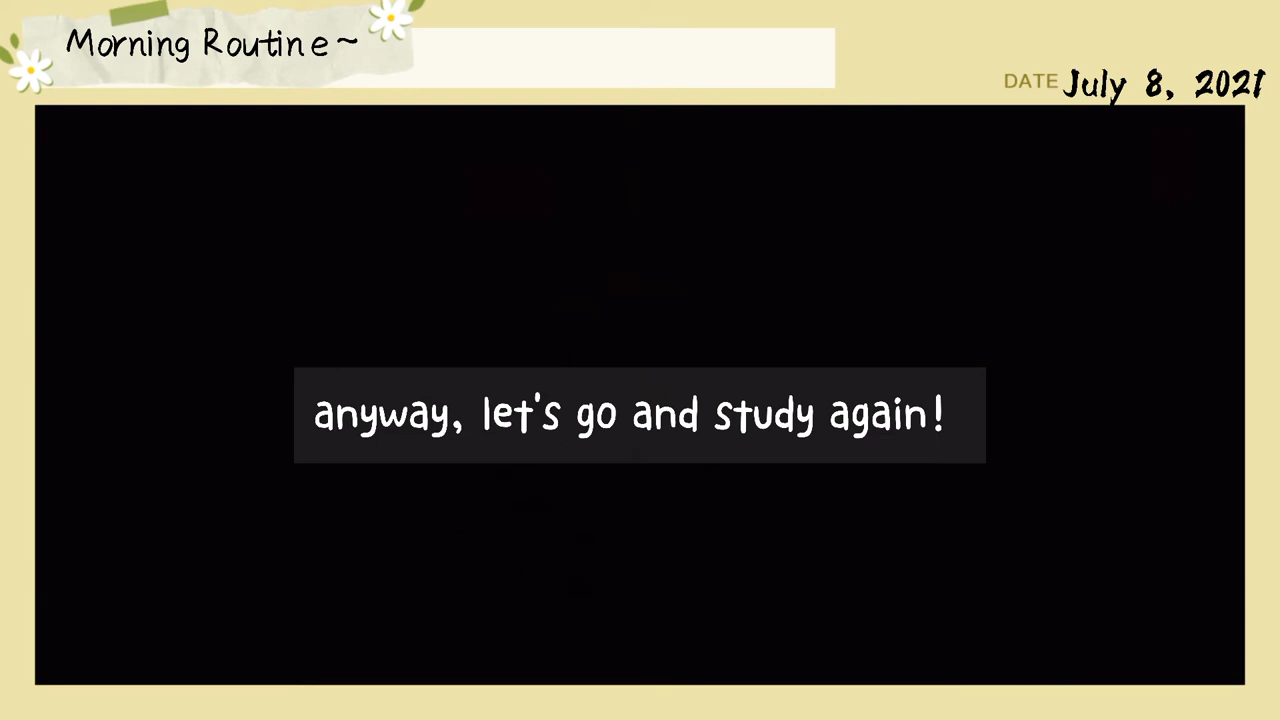 Morning Routine~
DATE July 8, 2021
anyway, let's go and study again!